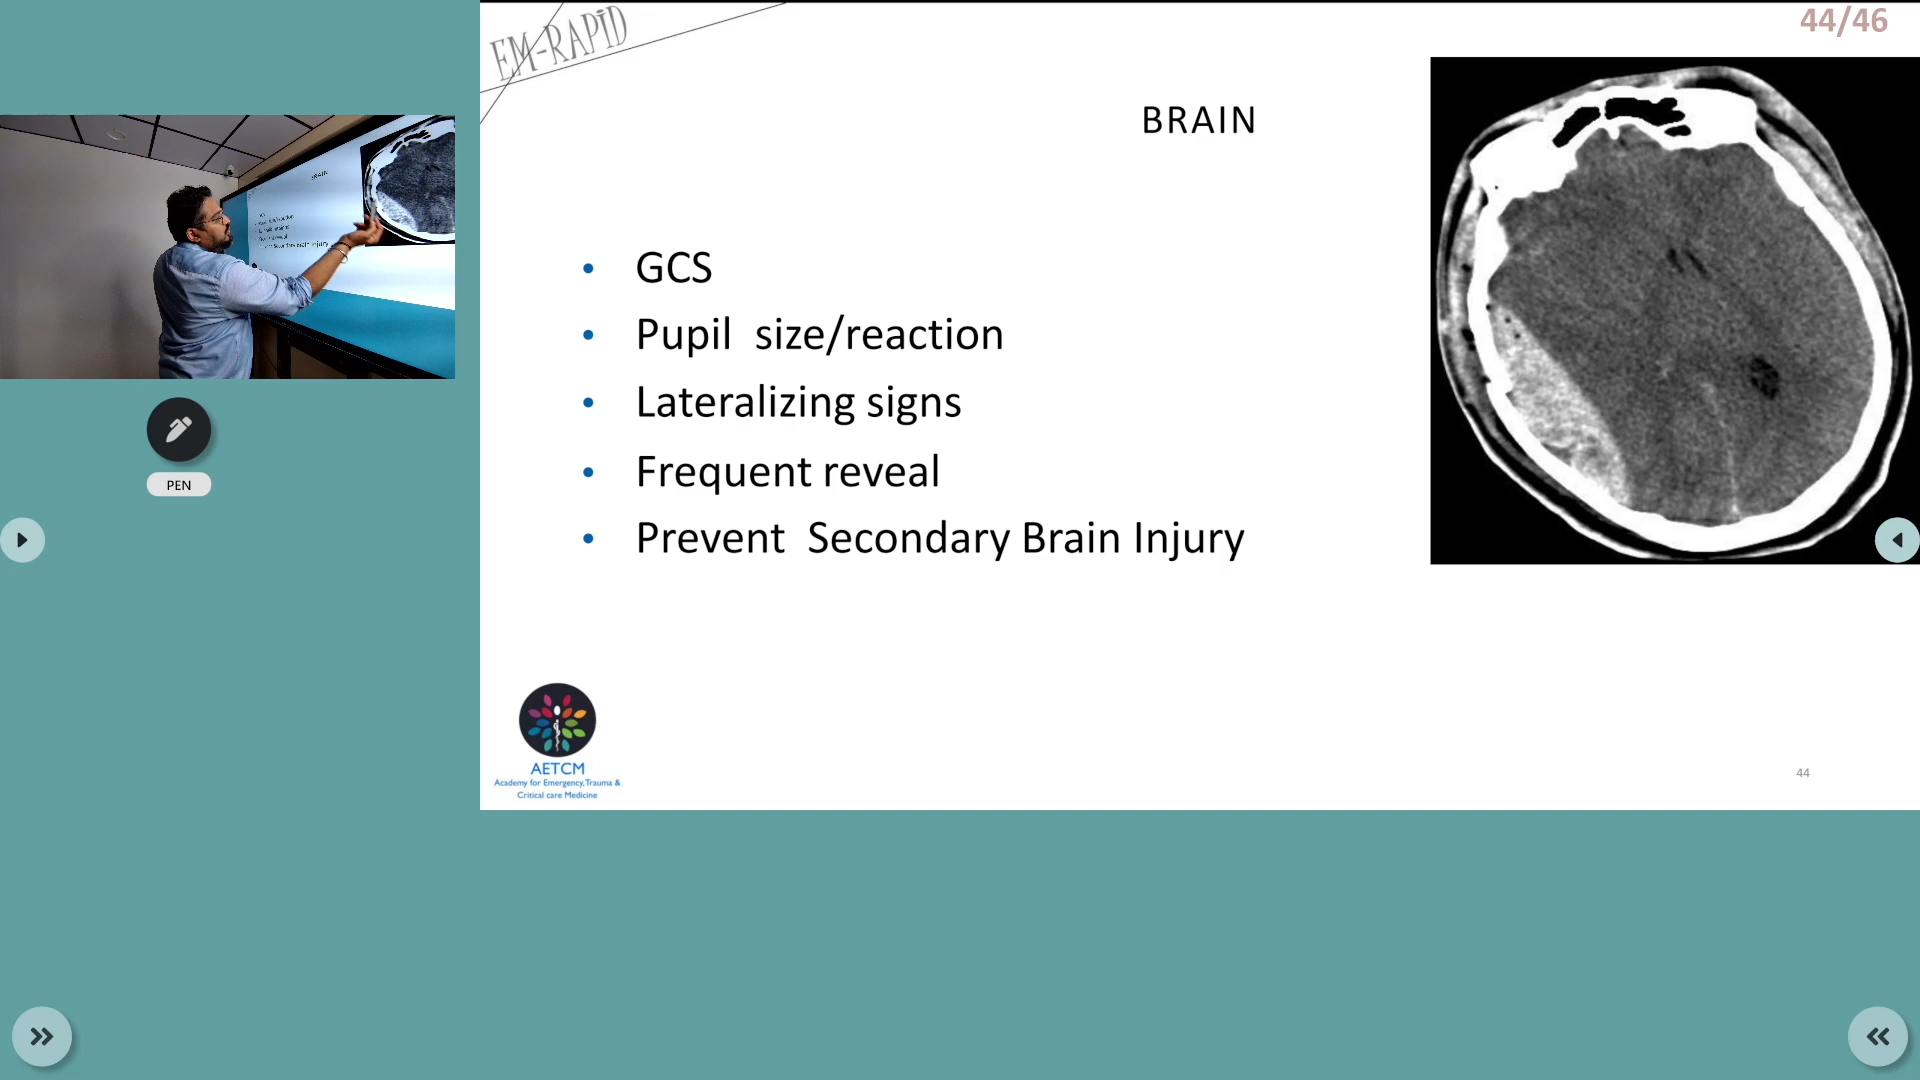 EM-RAPiD
44/46
BRAIN
GCS
Pupil size/reaction
Lateralizing signs
Frequent reveal
Prevent Secondary Brain Injury
PEN
AETCM
Academy for Emergency,Trauma &
Critical care Medicine
44